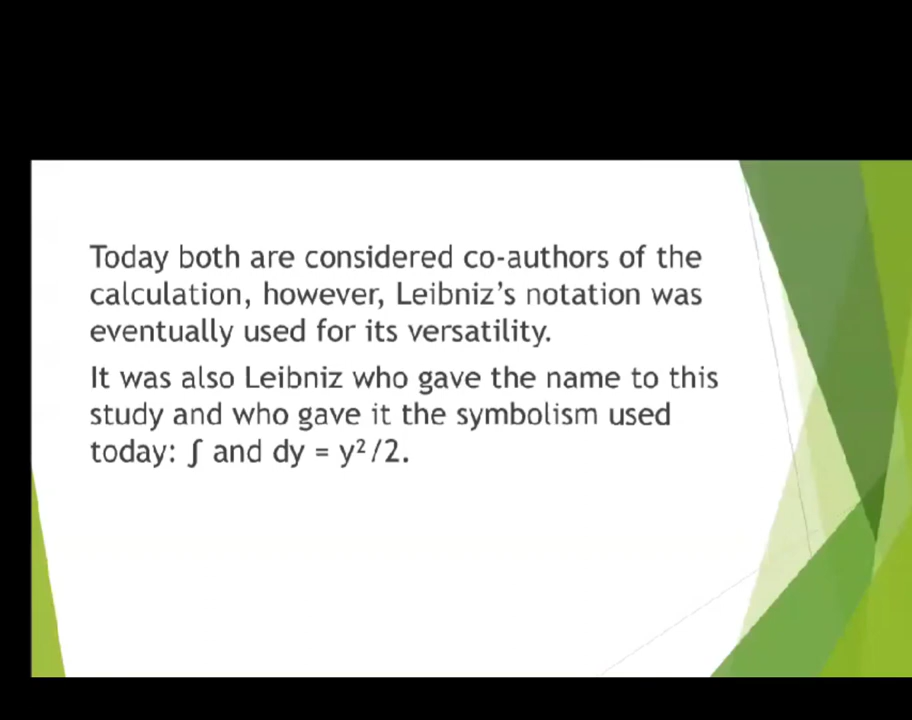 Today both are considered co-authors of the
calculation, however, Leibniz’s notation was
eventually used for its versatility.
It was also Leibniz who gave the name to this
study and who gave it the symbolism used
today: ∫ and dy = y²/2.